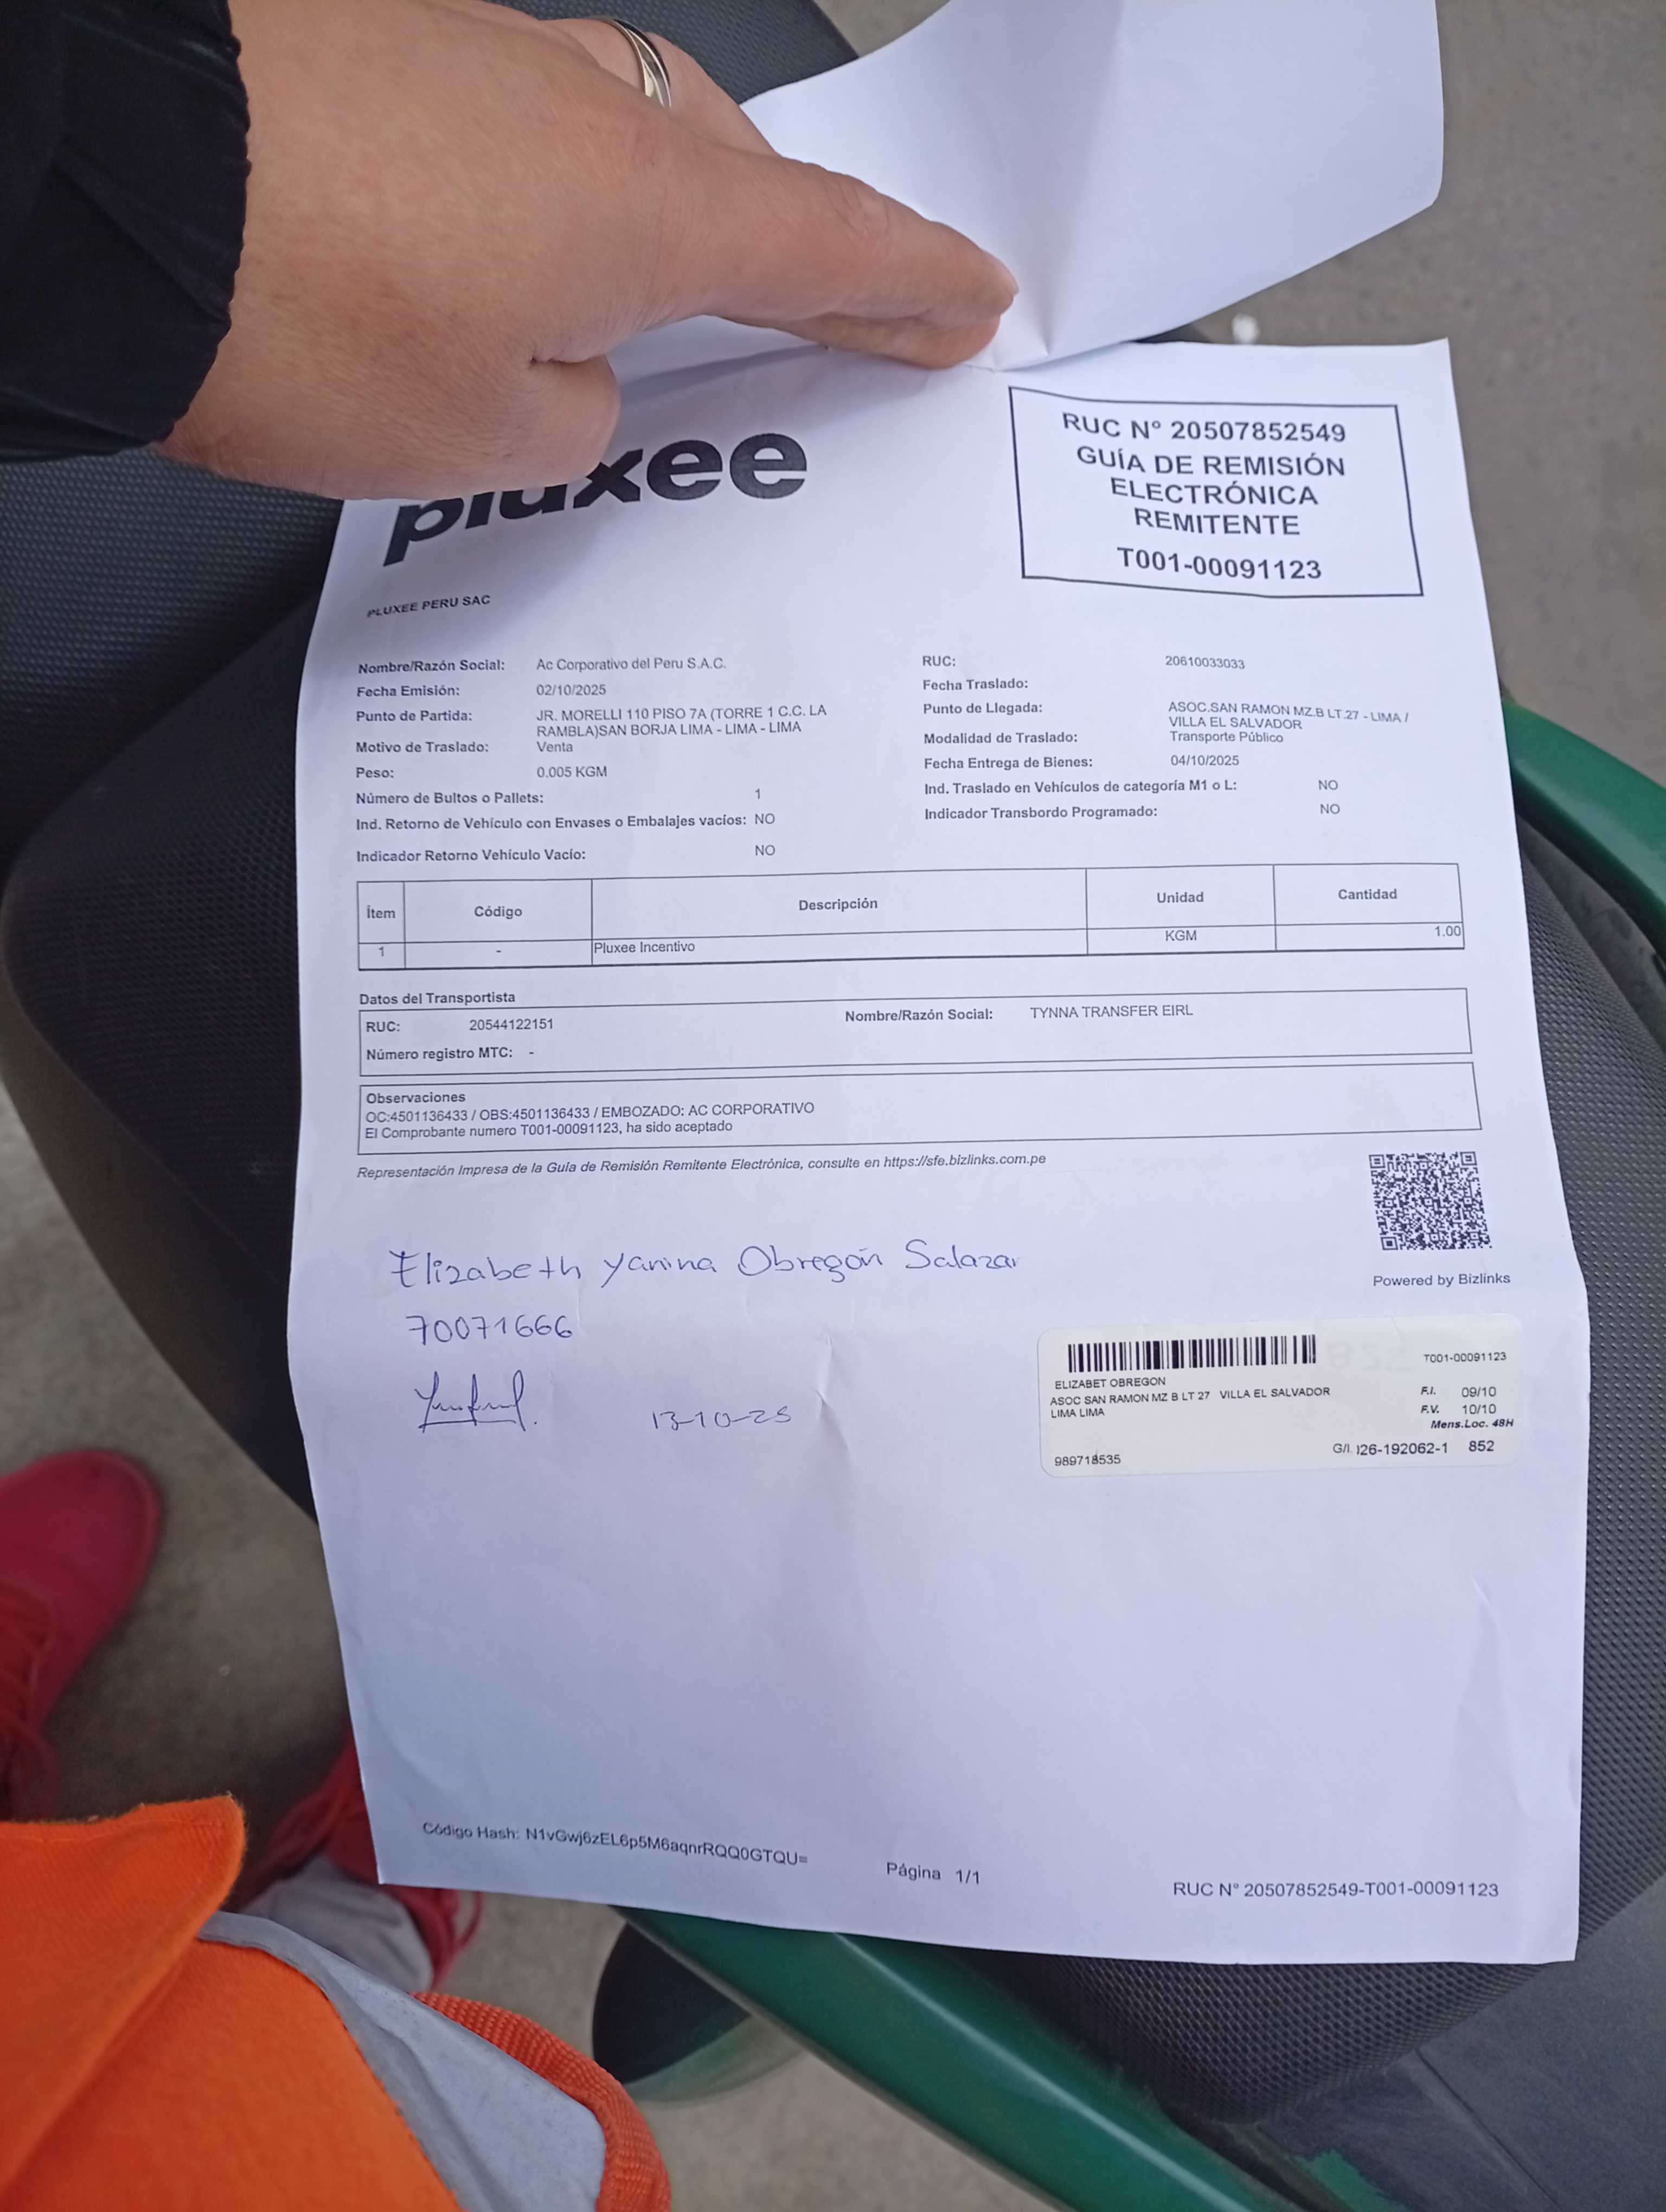 pluxee
RUC N° 20507852549
GUÍA DE REMISIÓN
ELECTRÓNICA
REMITENTE
T001-00091123
PLUXEE PERU SAC
Nombre/Razón Social: Ac Corporativo del Peru S.A.C.
Fecha Emisión: 02/10/2025
Punto de Partida: JR. MORELLI 110 PISO 7A (TORRE 1 C.C. LA
RAMBLA)SAN BORJA LIMA - LIMA - LIMA
Motivo de Traslado: Venta
Peso: 0.005 KGM
Número de Bultos o Pallets: 1
Ind. Retorno de Vehículo con Envases o Embalajes vacíos: NO
Indicador Retorno Vehículo Vacío: NO
RUC: 20610033033
Fecha Traslado:
Punto de Llegada: ASOC.SAN RAMON MZ.B LT.27 - LIMA /
VILLA EL SALVADOR
Modalidad de Traslado: Transporte Público
Fecha Entrega de Bienes: 04/10/2025
Ind. Traslado en Vehículos de categoría M1 o L: NO
Indicador Transbordo Programado: NO
Ítem Código Descripción Unidad Cantidad
1 - Pluxee Incentivo KGM 1.00
Datos del Transportista
RUC: 20544122151 Nombre/Razón Social: TYNNA TRANSFER EIRL
Número registro MTC: -
Observaciones
OC:4501136433 / OBS:4501136433 / EMBOZADO: AC CORPORATIVO
El Comprobante numero T001-00091123, ha sido aceptado
Representación Impresa de la Guía de Remisión Remitente Electrónica, consulte en https://sfe.bizlinks.com.pe
Powered by Bizlinks
Elizabeth Yanina Obregón Salazar
70071666
13-10-25
T001-00091123
ELIZABET OBREGON
ASOC SAN RAMON MZ B LT 27 VILLA EL SALVADOR
LIMA LIMA
F.I. 09/10
F.V. 10/10
Mens.Loc. 48H
G/I. 026-192062-1 852
989718535
Código Hash: N1vGwj6zEL6p5M6aqnrRQQ0GTQU=
Página 1/1
RUC N° 20507852549-T001-00091123